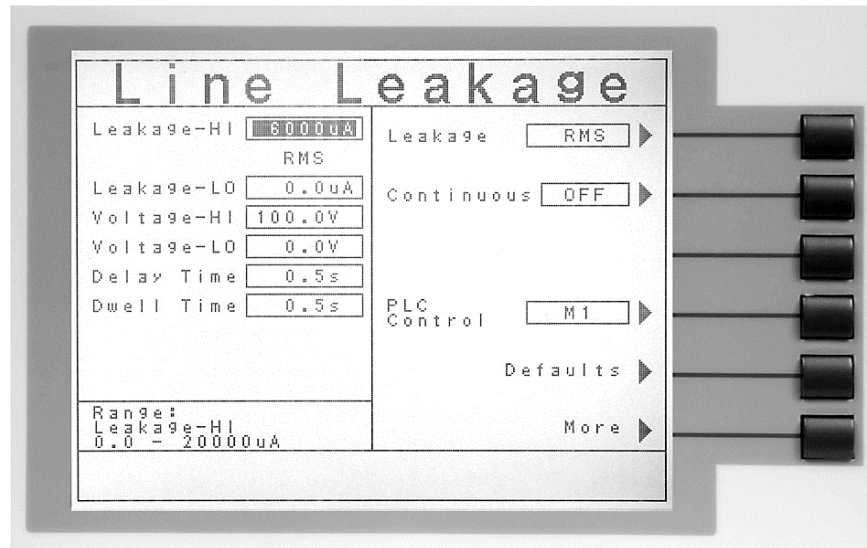 Line Leakage
Leakage-HI 6000uA
RMS
Leakage-LO 0.0uA
Voltage-HI 100.0V
Voltage-LO 0.0V
Delay Time 0.5s
Dwell Time 0.5s
Range:
Leakage-HI
0.0 - 20000uA
Leakage RMS
Continuous OFF
PLC
Control M1
Defaults
More